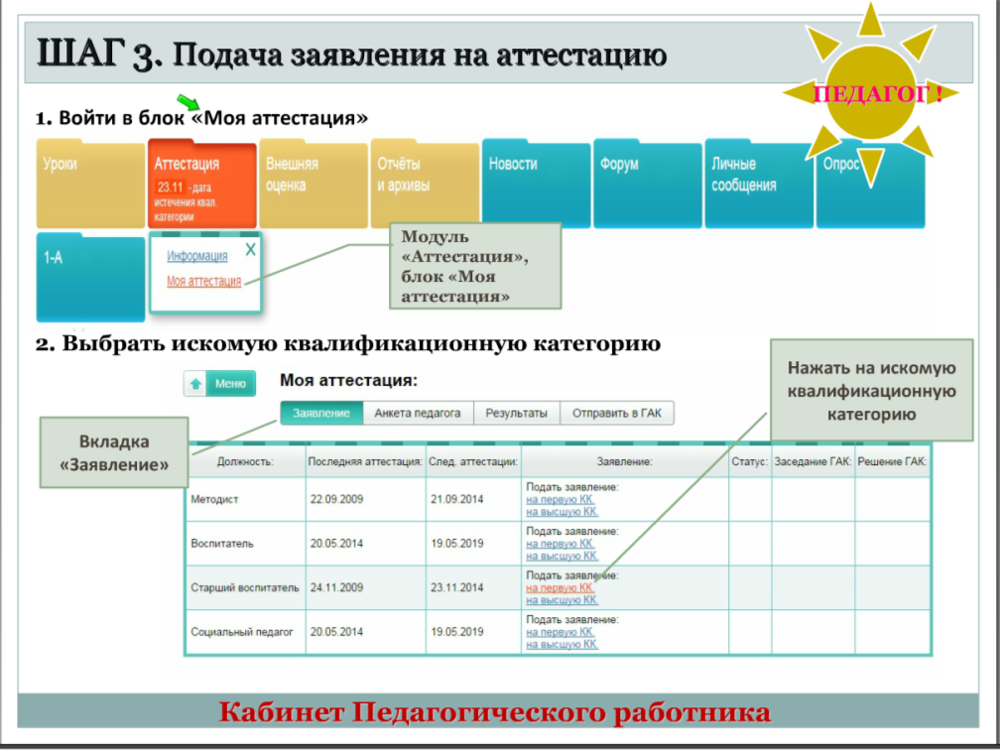 ШАГ 3. Подача заявления на аттестацию
ПЕДАГОГ !
1. Войти в блок «Моя аттестация»
Уроки
Аттестация
23.11 - дата
истечения квал.
категории
Внешняя
оценка
Отчёты
и архивы
Новости
Форум
Личные
сообщения
Опрос
1-А
Информация
X
Моя аттестация
Модуль
«Аттестация»,
блок «Моя
аттестация»
2. Выбрать искомую квалификационную категорию
Меню
Моя аттестация:
Нажать на искомую
квалификационную
категорию
Заявление Анкета педагога Результаты Отправить в ГАК
Вкладка
«Заявление»
Должность: Последняя аттестация: След. аттестации: Заявление: Статус: Заседание ГАК: Решение ГАК:
Методист 22.09.2009 21.09.2014 Подать заявление:
на первую КК.
на высшую КК.
Воспитатель 20.05.2014 19.05.2019 Подать заявление:
на первую КК.
на высшую КК.
Старший воспитатель 24.11.2009 23.11.2014 Подать заявление:
на первую КК.
на высшую КК.
Социальный педагог 20.05.2014 19.05.2019 Подать заявление:
на первую КК.
на высшую КК.
Кабинет Педагогического работника